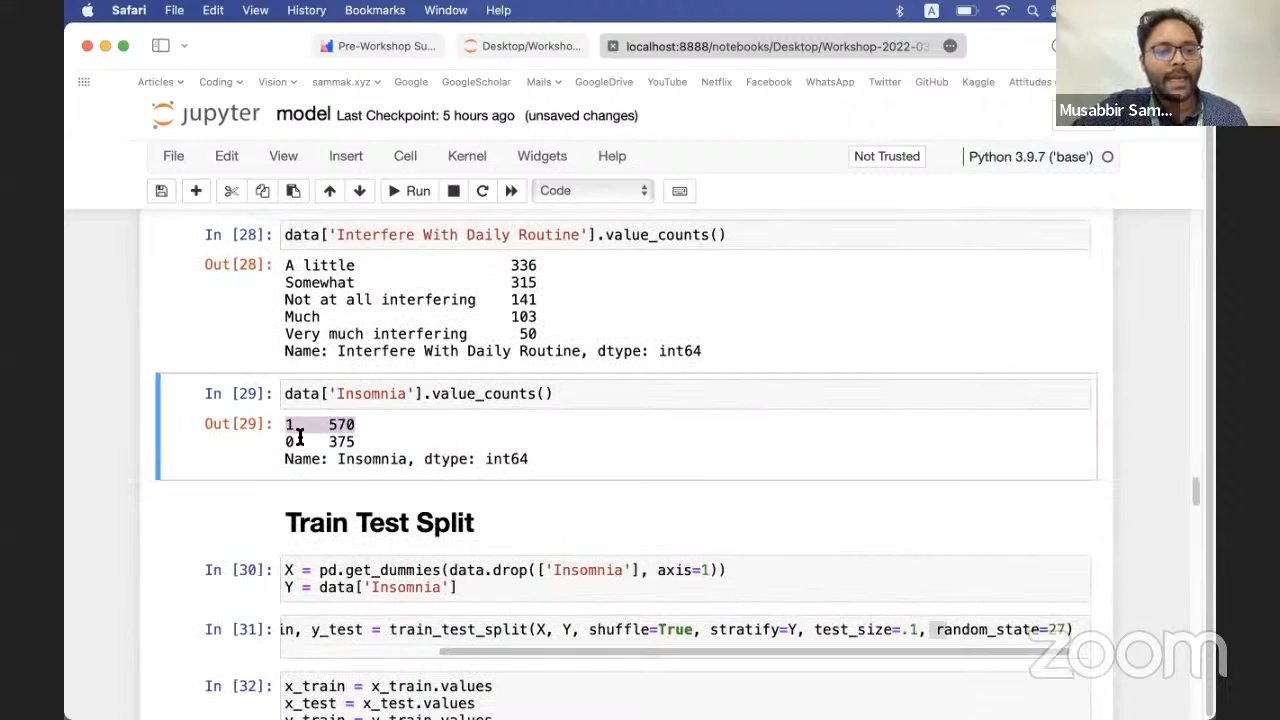 Safari File Edit View History Bookmarks Window Help A
Pre-Workshop Su... Desktop/Worksho... localhost:8888/notebooks/Desktop/Workshop-2022-03
Articles Coding Vision sammak.xyz Google GoogleScholar Mails GoogleDrive YouTube Netflix Facebook WhatsApp Twitter GitHub Kaggle Attitudes
Musabbir Sam...
jupyter model Last Checkpoint: 5 hours ago (unsaved changes)
File Edit View Insert Cell Kernel Widgets Help Not Trusted Python 3.9.7 ('base')
Run Code
In [28]: data['Interfere With Daily Routine'].value_counts()
Out[28]: A little 336
Somewhat 315
Not at all interfering 141
Much 103
Very much interfering 50
Name: Interfere With Daily Routine, dtype: int64
In [29]: data['Insomnia'].value_counts()
Out[29]: 1 570
0 375
Name: Insomnia, dtype: int64
Train Test Split
In [30]: X = pd.get_dummies(data.drop(['Insomnia'], axis=1))
Y = data['Insomnia']
In [31]: in, y_test = train_test_split(X, Y, shuffle=True, stratify=Y, test_size=.1, random_state=27)
zoom
In [32]: x_train = x_train.values
x_test = x_test.values